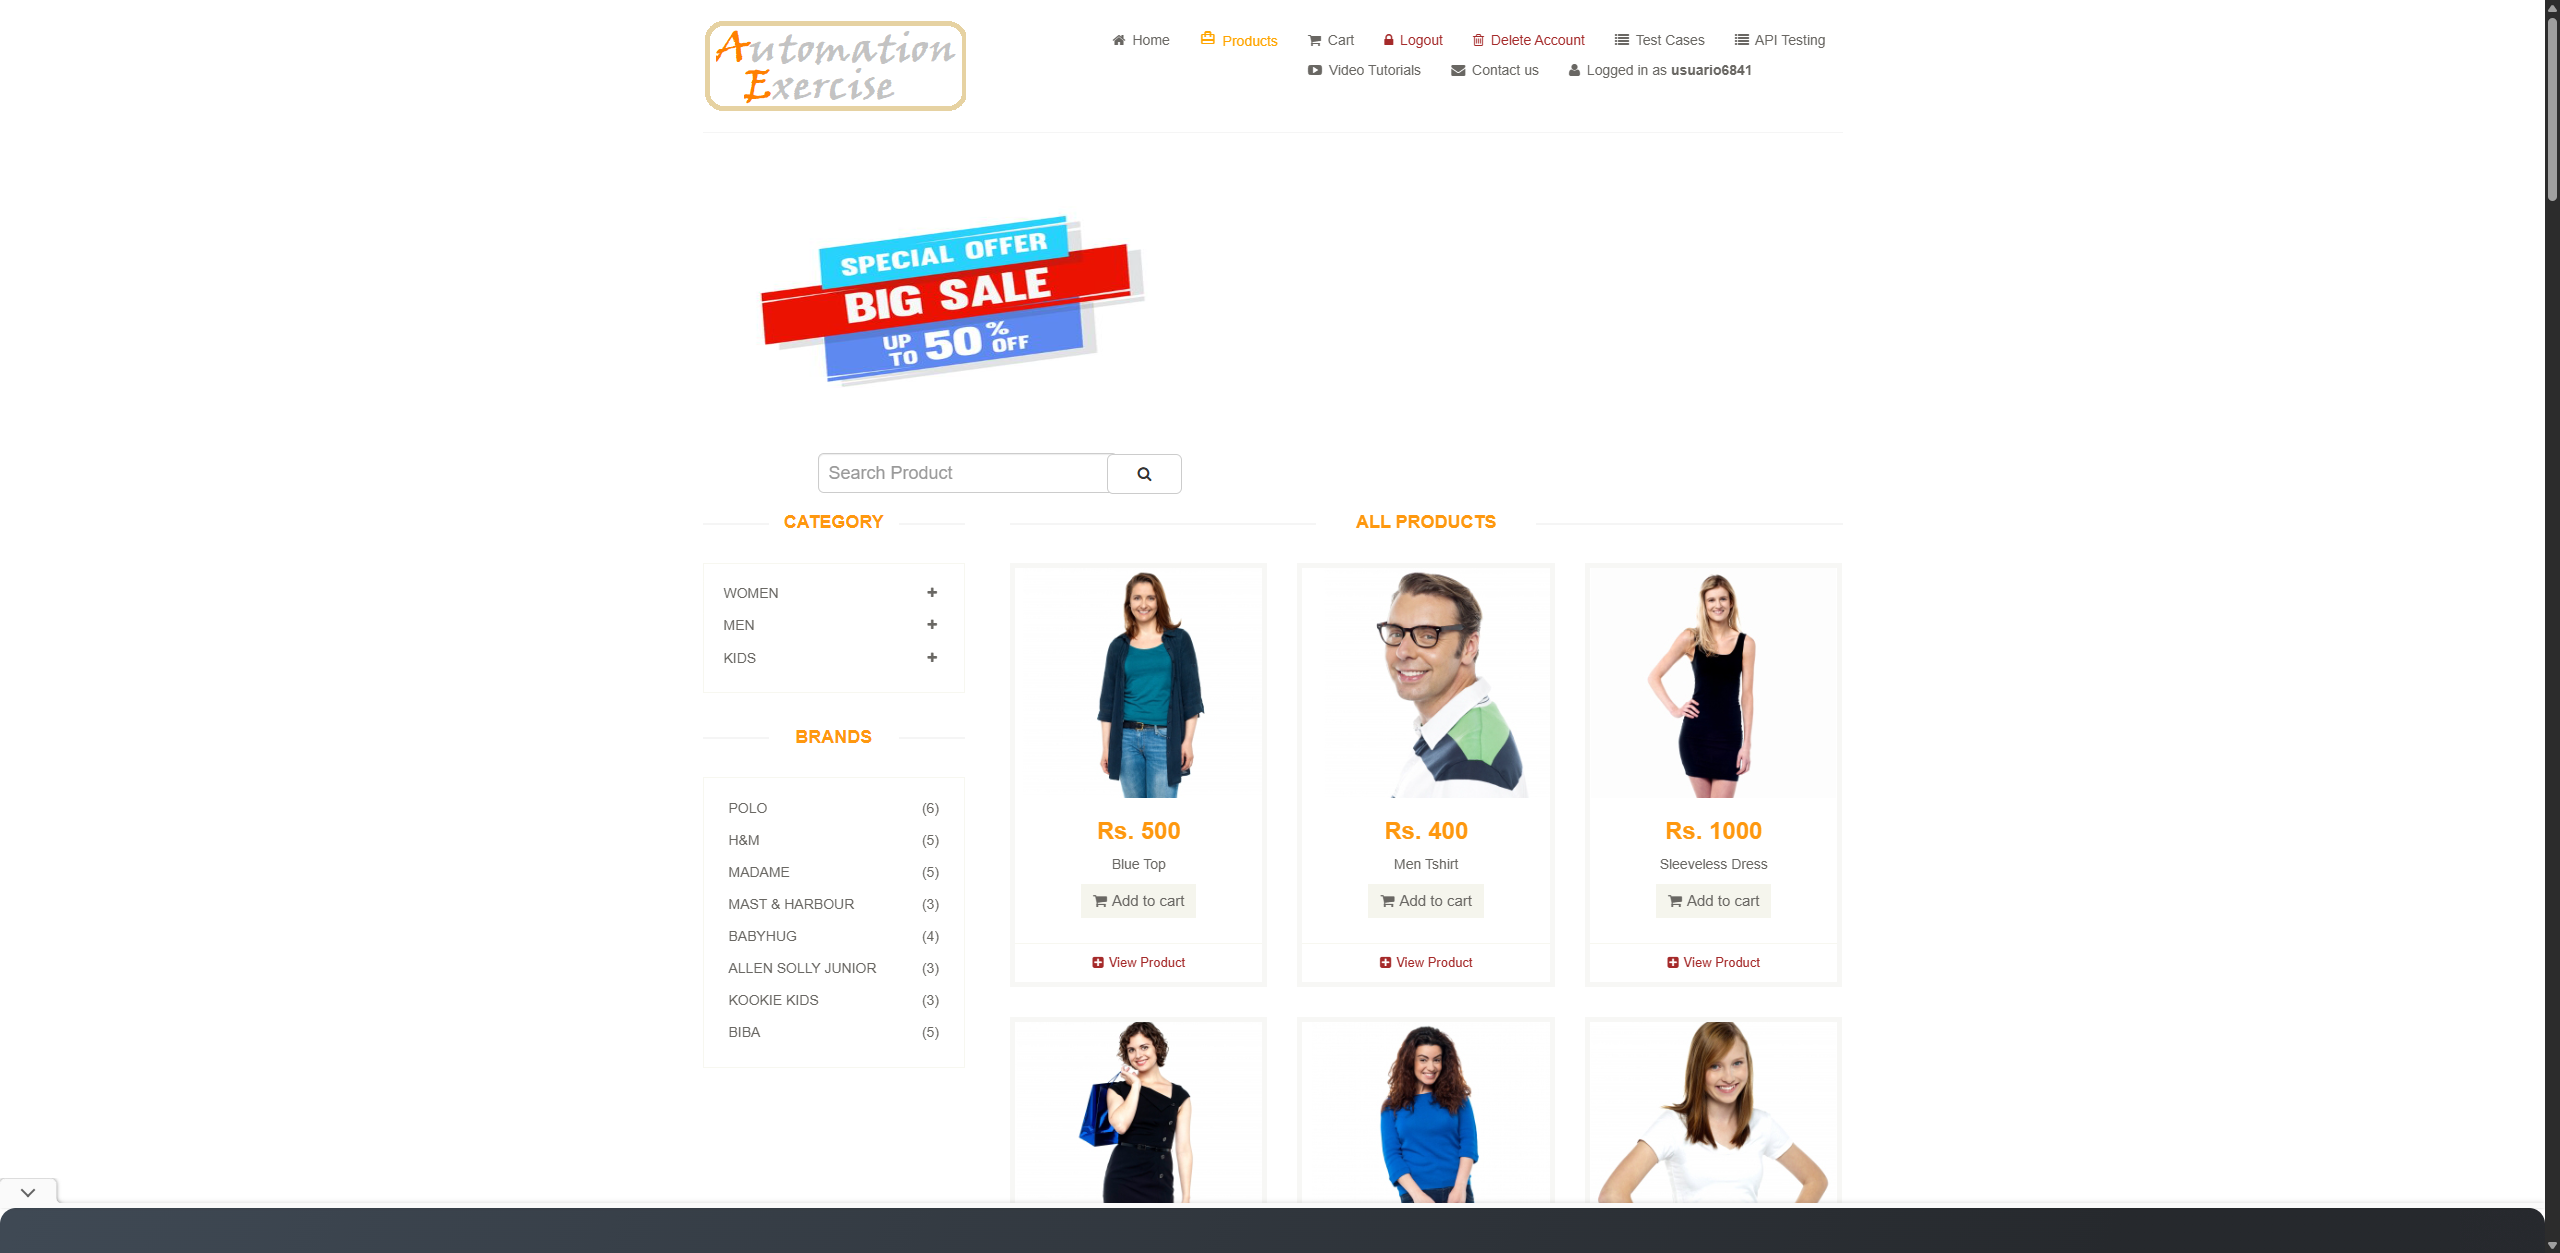 Automation
Exercise
Home
Products
Cart
Logout
Delete Account
Test Cases
API Testing
Video Tutorials
Contact us
Logged in as usuario6841
SPECIAL OFFER
BIG SALE
UP TO 50% OFF
Search Product
CATEGORY
WOMEN
MEN
KIDS
BRANDS
POLO (6)
H&M (5)
MADAME (5)
MAST & HARBOUR (3)
BABYHUG (4)
ALLEN SOLLY JUNIOR (3)
KOOKIE KIDS (3)
BIBA (5)
ALL PRODUCTS
Rs. 500
Blue Top
Add to cart
View Product
Rs. 400
Men Tshirt
Add to cart
View Product
Rs. 1000
Sleeveless Dress
Add to cart
View Product